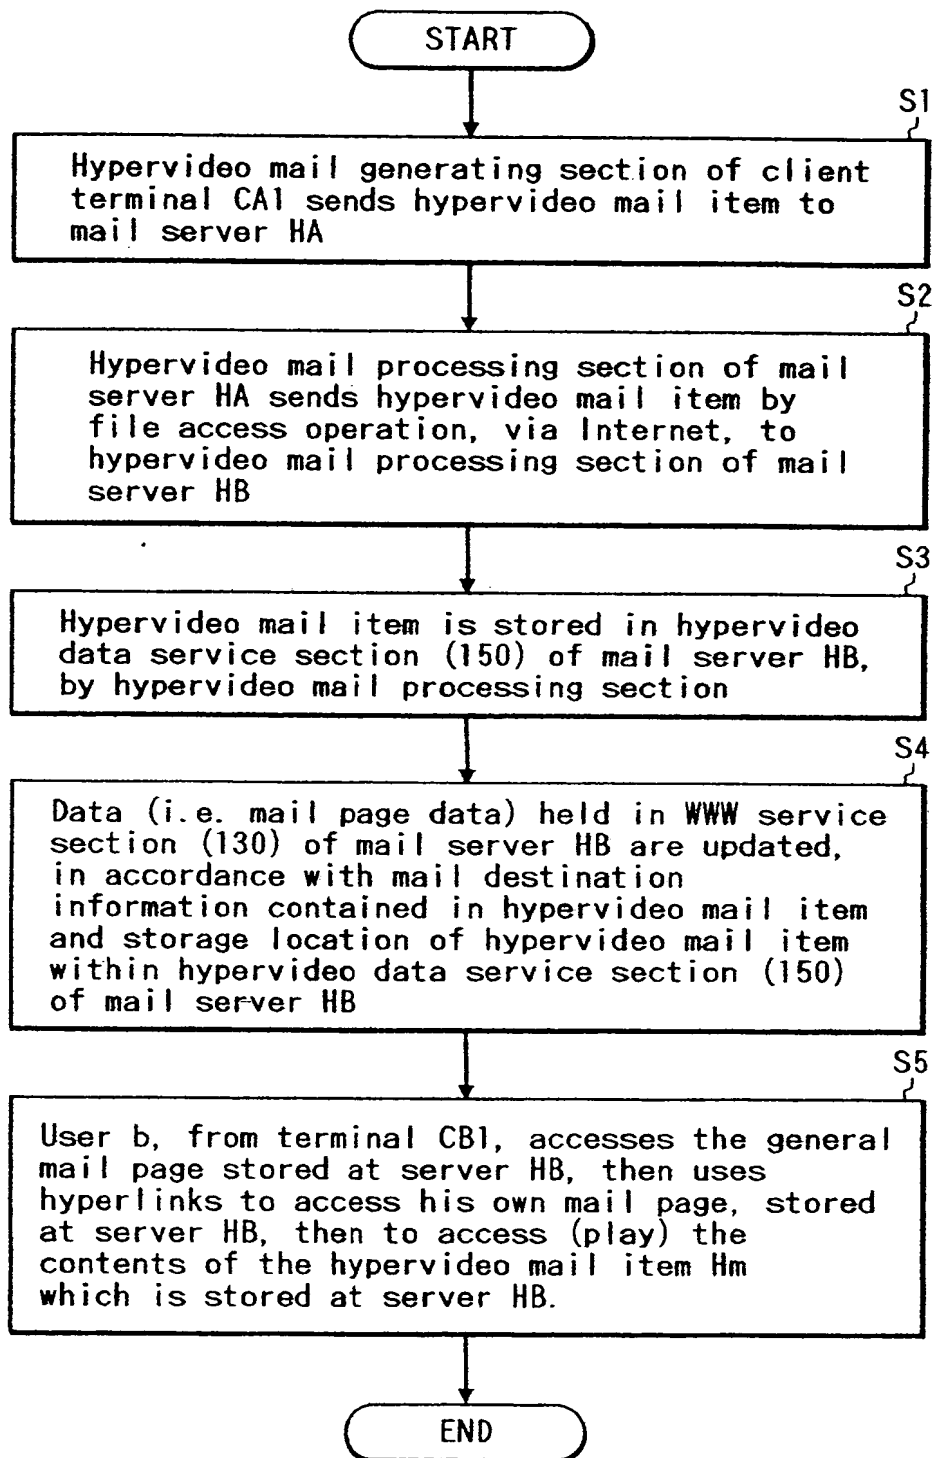 START
S1
Hypervideo mail generating section of client
terminal CA1 sends hypervideo mail item to
mail server HA
S2
Hypervideo mail processing section of mail
server HA sends hypervideo mail item by
file access operation, via Internet, to
hypervideo mail processing section of mail
server HB
S3
Hypervideo mail item is stored in hypervideo
data service section (150) of mail server HB,
by hypervideo mail processing section
S4
Data (i.e. mail page data) held in WWW service
section (130) of mail server HB are updated,
in accordance with mail destination
information contained in hypervideo mail item
and storage location of hypervideo mail item
within hypervideo data service section (150)
of mail server HB
S5
User b, from terminal CB1, accesses the general
mail page stored at server HB, then uses
hyperlinks to access his own mail page, stored
at server HB, then to access (play) the
contents of the hypervideo mail item Hm
which is stored at server HB.
END